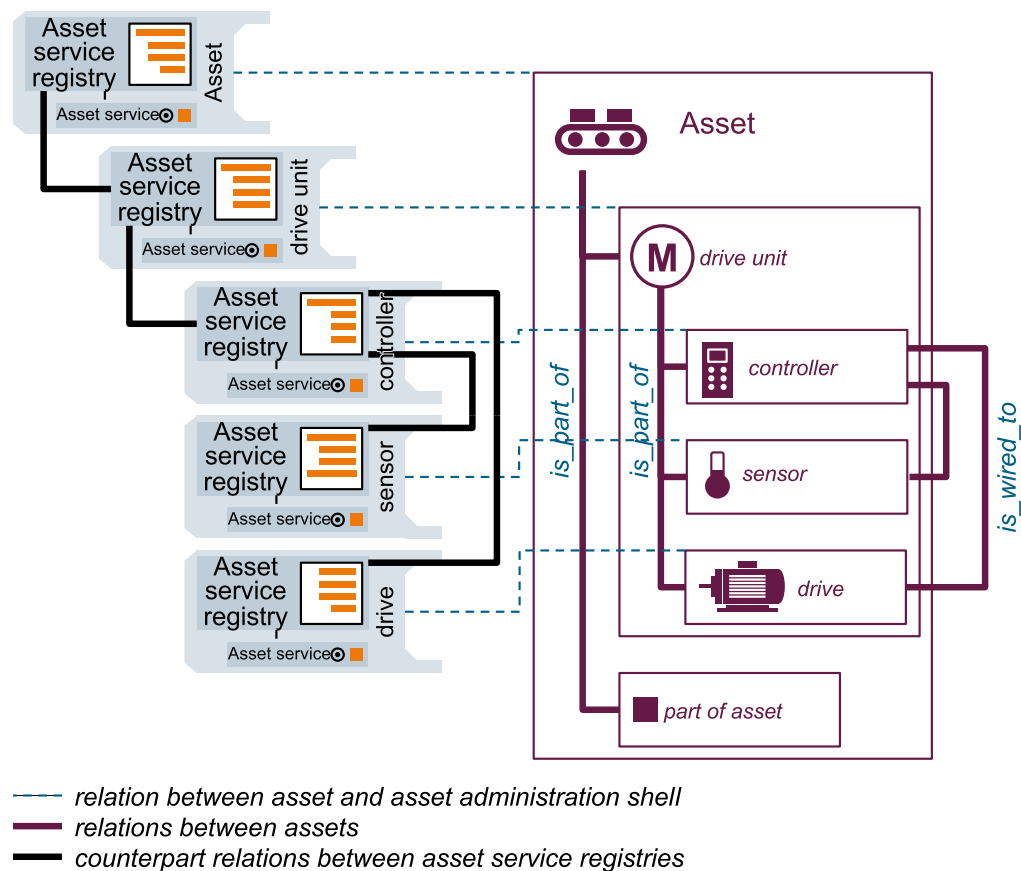 Asset
service
registry
Asset service
Asset
Asset
service
registry
Asset service
drive unit
Asset
service
registry
Asset service
controller
Asset
service
registry
Asset service
sensor
Asset
service
registry
Asset service
drive
Asset
M
drive unit
controller
sensor
drive
part of asset
is_part_of
is_part_of
is_wired_to
relation between asset and asset administration shell
relations between assets
counterpart relations between asset service registries